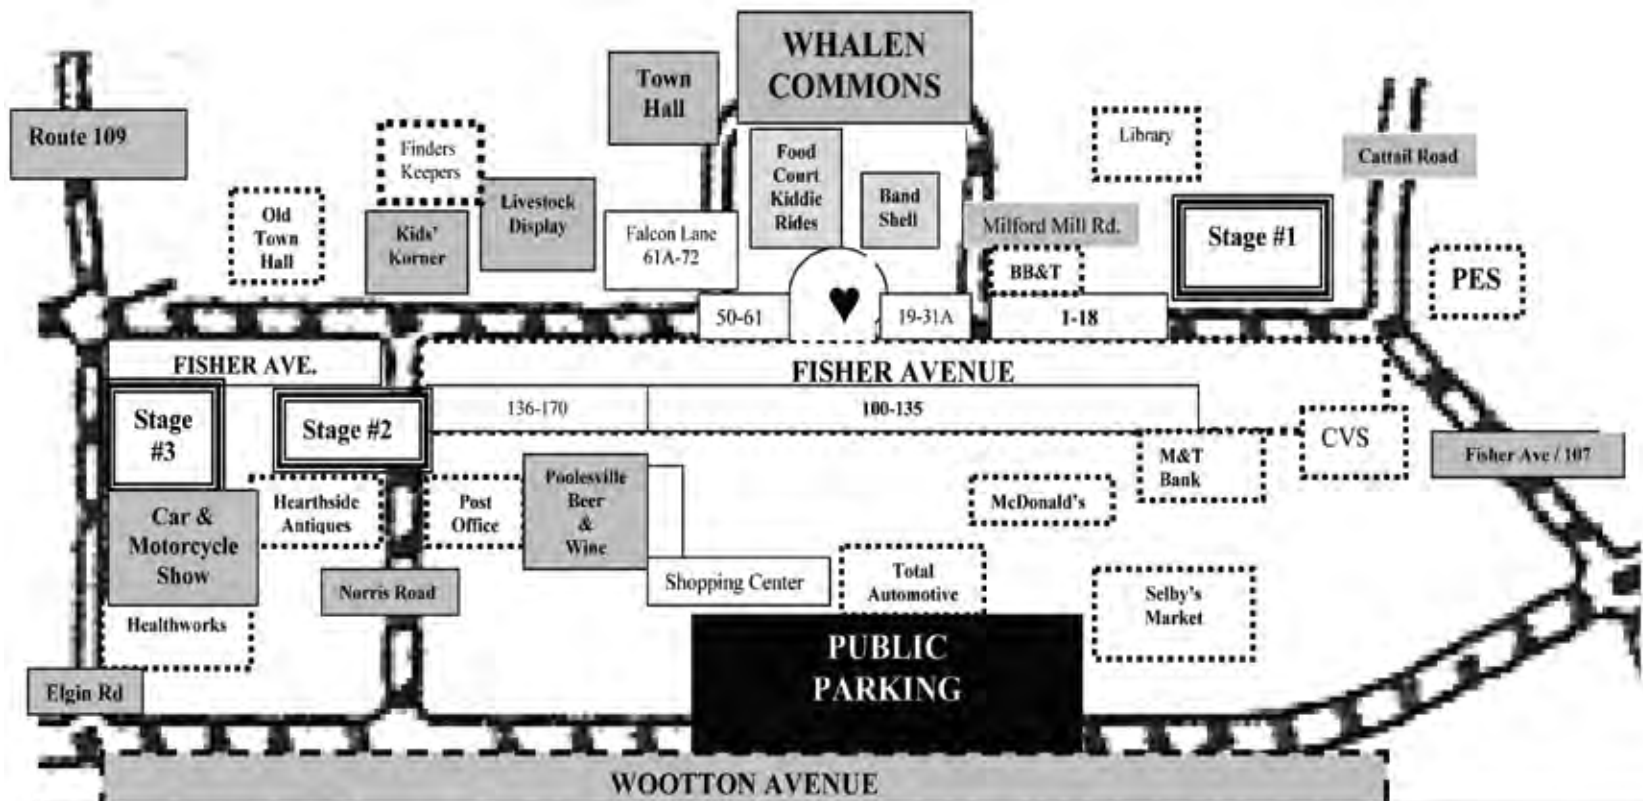 WHALEN
COMMONS
Town
Hall
Route 109
Finders
Keepers
Food
Court
Kiddie
Rides
Library
Cattail Road
Old
Town
Hall
Livestock
Display
Kids'
Korner
Falcon Lane
61A-72
Band
Shell
Milford Mill Rd.
Stage #1
BB&T
PES
50-61
19-31A
1-18
FISHER AVE.
FISHER AVENUE
Stage
#3
Stage #2
136-170
100-135
CVS
Fisher Ave / 107
M&T
Bank
McDonald's
Hearthside
Antiques
Post
Office
Poolesville
Beer
&
Wine
Car &
Motorcycle
Show
Norris Road
Shopping Center
Total
Automotive
Selby's
Market
Healthworks
PUBLIC
PARKING
Elgin Rd
WOOTTON AVENUE